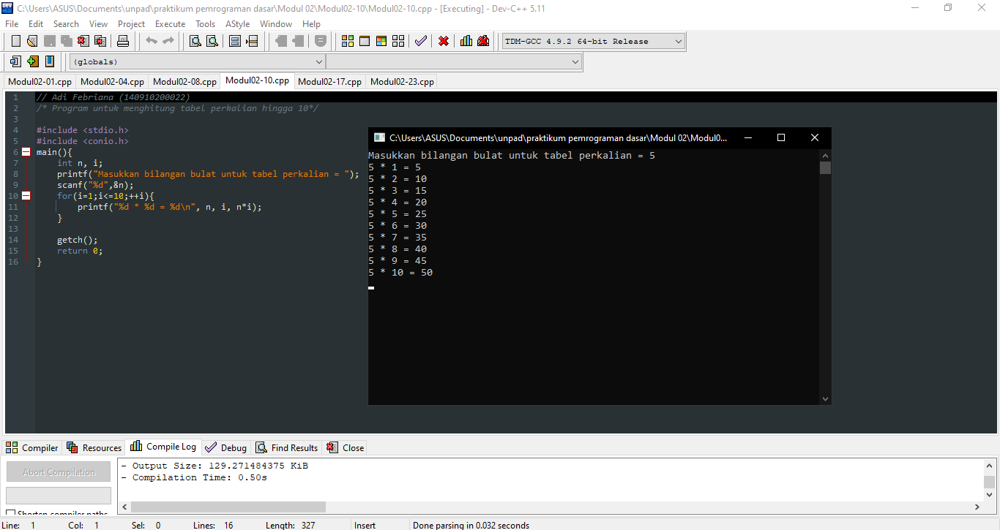 C:\Users\ASUS\Documents\unpad\praktikum pemrograman dasar\Modul 02\Modul02-10\Modul02-10.cpp - [Executing] - Dev-C++ 5.11
File Edit Search View Project Execute Tools AStyle Window Help
TDM-GCC 4.9.2 64-bit Release
(globals)
Modul02-01.cpp Modul02-04.cpp Modul02-08.cpp Modul02-10.cpp Modul02-17.cpp Modul02-23.cpp
1 // Adi Febriana (140910200022)
2 /* Program untuk menghitung tabel perkalian hingga 10*/
3
4 #include <stdio.h>
5 #include <conio.h>
6 main(){
7 int n, i;
8 printf("Masukkan bilangan bulat untuk tabel perkalian = ");
9 scanf("%d",&n);
10 for(i=1;i<=10;++i){
11 printf("%d * %d = %d\n", n, i, n*i);
12 }
13
14 getch();
15 return 0;
16 }
C:\Users\ASUS\Documents\unpad\praktikum pemrograman dasar\Modul 02\Modul0...
Masukkan bilangan bulat untuk tabel perkalian = 5
5 * 1 = 5
5 * 2 = 10
5 * 3 = 15
5 * 4 = 20
5 * 5 = 25
5 * 6 = 30
5 * 7 = 35
5 * 8 = 40
5 * 9 = 45
5 * 10 = 50
Compiler Resources Compile Log Debug Find Results Close
Abort Compilation
Shorten compiler paths
- Output Size: 129.271484375 KiB
- Compilation Time: 0.50s
Line: 1 Col: 1 Sel: 0 Lines: 16 Length: 327 Insert Done parsing in 0.032 seconds